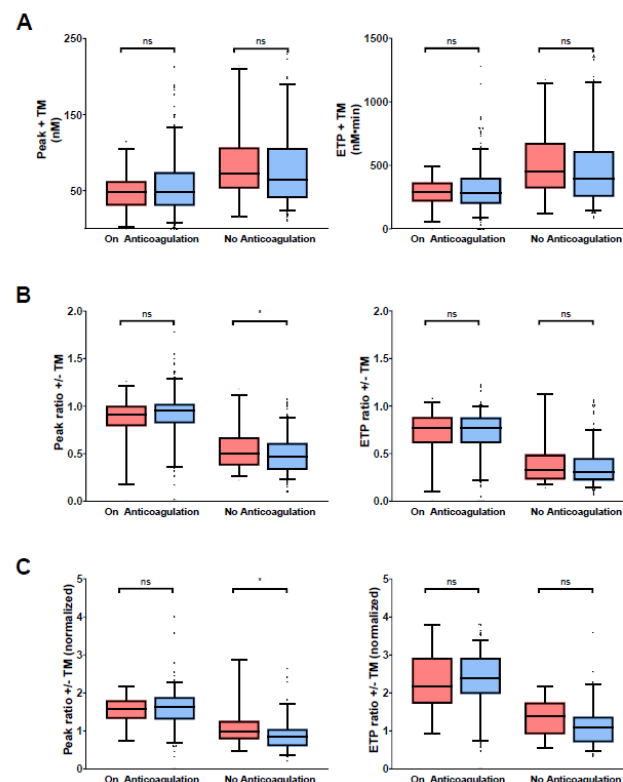 A
250
150
50
Peak + TM
(nM)
ns
ns
On Anticoagulation
No Anticoagulation
1500
1000
500
0
ETP + TM
(nM•min)
ns
ns
On Anticoagulation
No Anticoagulation
B
2.0
1.5
1.0
0.5
0.0
Peak ratio +/- TM
ns
*
On Anticoagulation
No Anticoagulation
2.0
1.5
1.0
0.5
0.0
ETP ratio +/- TM
ns
ns
On Anticoagulation
No Anticoagulation
C
5
4
3
2
1
0
Peak ratio +/- TM (normalized)
ns
*
On Anticoagulation
No Anticoagulation
5
4
3
2
1
0
ETP ratio +/- TM (normalized)
ns
ns
On Anticoagulation
No Anticoagulation